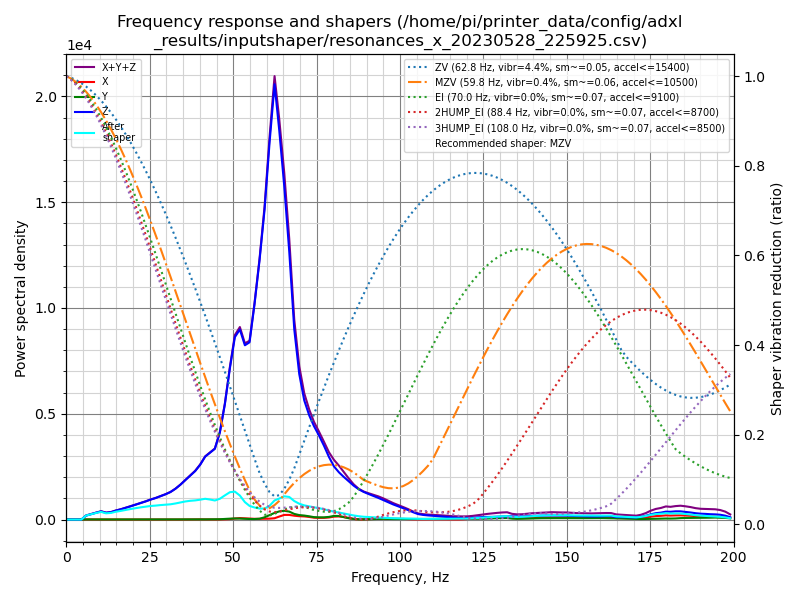 Frequency response and shapers (/home/pi/printer_data/config/adxl
_results/inputshaper/resonances_x_20230528_225925.csv)
1e4
X+Y+Z
X
Y
Z
After
shaper
ZV (62.8 Hz, vibr=4.4%, sm~=0.05, accel<=15400)
MZV (59.8 Hz, vibr=0.4%, sm~=0.06, accel<=10500)
EI (70.0 Hz, vibr=0.0%, sm~=0.07, accel<=9100)
2HUMP_EI (88.4 Hz, vibr=0.0%, sm~=0.07, accel<=8700)
3HUMP_EI (108.0 Hz, vibr=0.0%, sm~=0.07, accel<=8500)
Recommended shaper: MZV
Power spectral density
2.0
1.5
1.0
0.5
0.0
1.0
0.8
0.6
0.4
0.2
0.0
Shaper vibration reduction (ratio)
0 25 50 75 100 125 150 175 200
Frequency, Hz